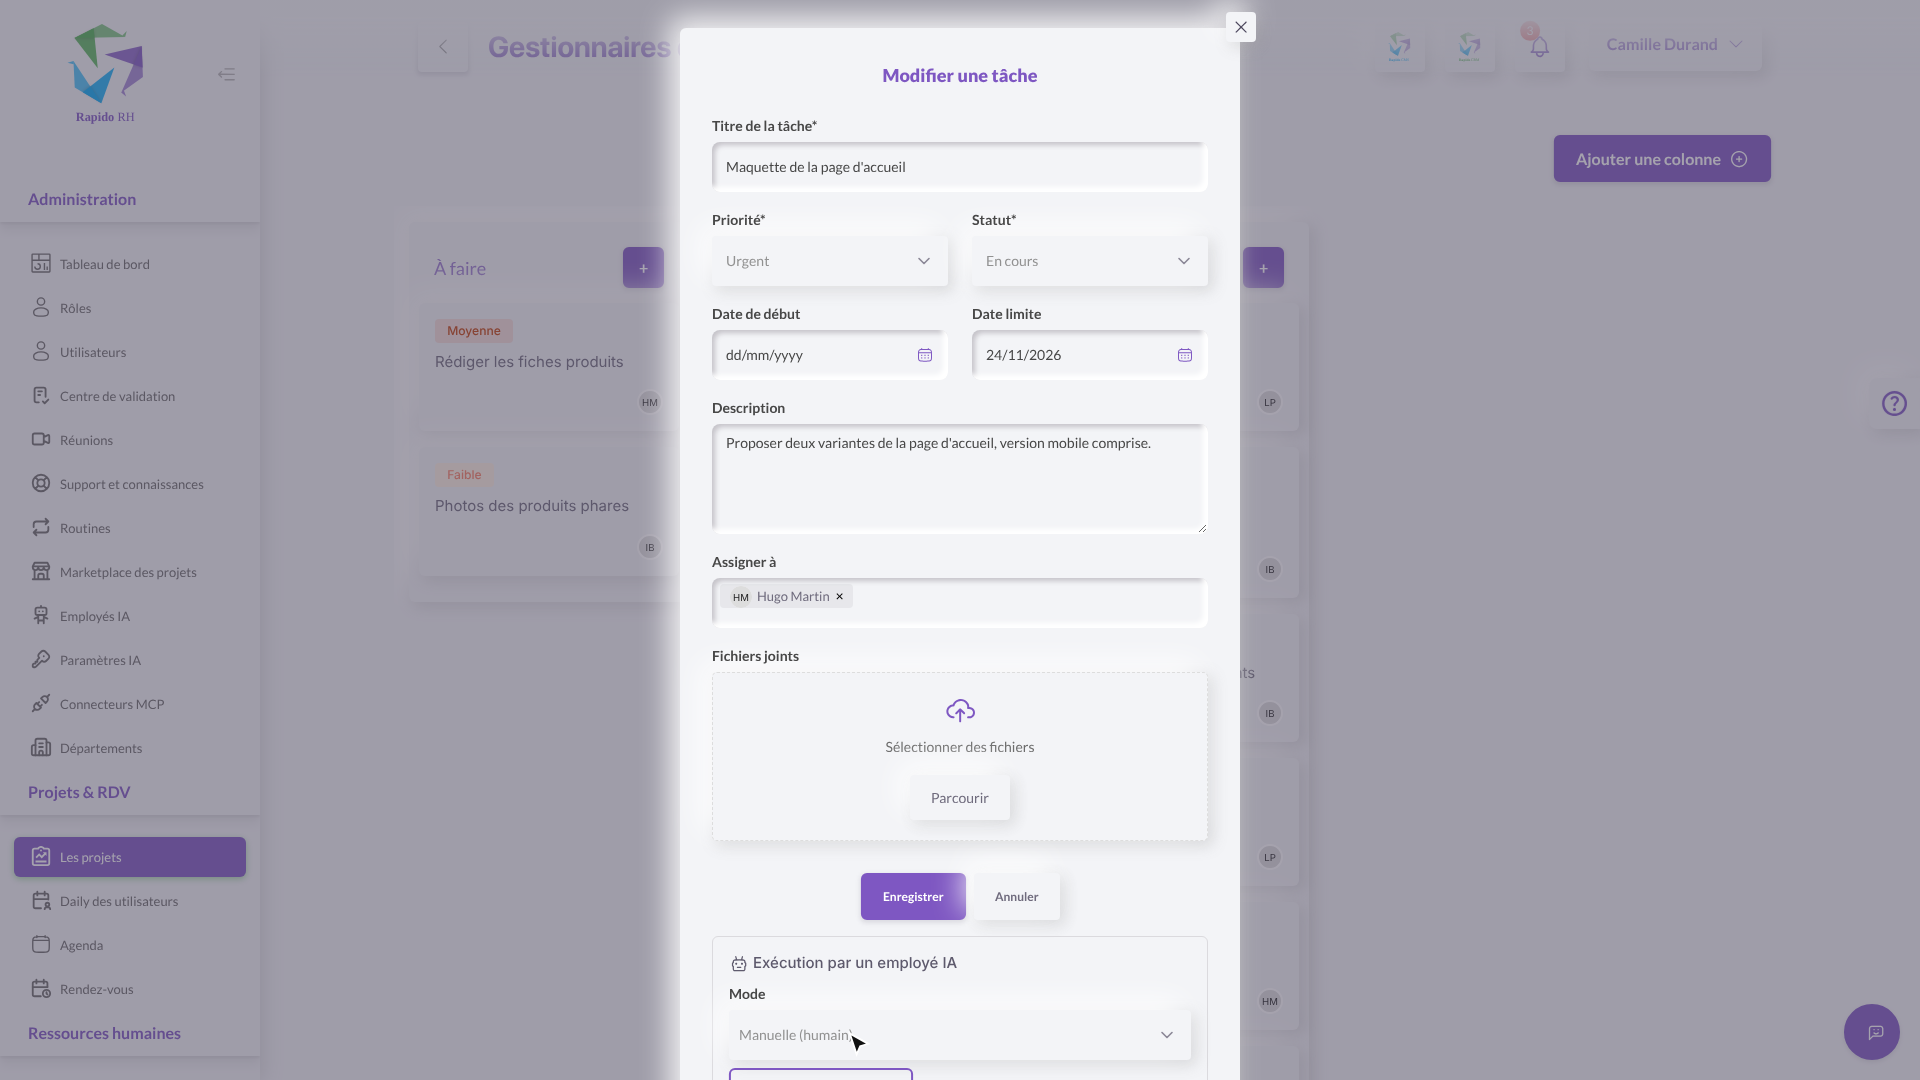 Rapido RH
Administration
Tableau de bord
Rôles
Utilisateurs
Centre de validation
Réunions
Support et connaissances
Routines
Marketplace des projets
Employés IA
Paramètres IA
Connecteurs MCP
Départements
Projets & RDV
Les projets
Daily des utilisateurs
Agenda
Rendez-vous
Ressources humaines
Gestionnaires
3
Camille Durand
Ajouter une colonne
À faire
+
Moyenne
Rédiger les fiches produits
HM
Faible
Photos des produits phares
IB
Modifier une tâche
Titre de la tâche*
Maquette de la page d'accueil
Priorité*
Statut*
Urgent
En cours
Date de début
Date limite
dd/mm/yyyy
24/11/2026
Description
Proposer deux variantes de la page d'accueil, version mobile comprise.
Assigner à
HM Hugo Martin ×
Fichiers joints
Sélectionner des fichiers
Parcourir
Enregistrer
Annuler
Exécution par un employé IA
Mode
Manuelle (humain)
+
LP
IB
IB
LP
HM